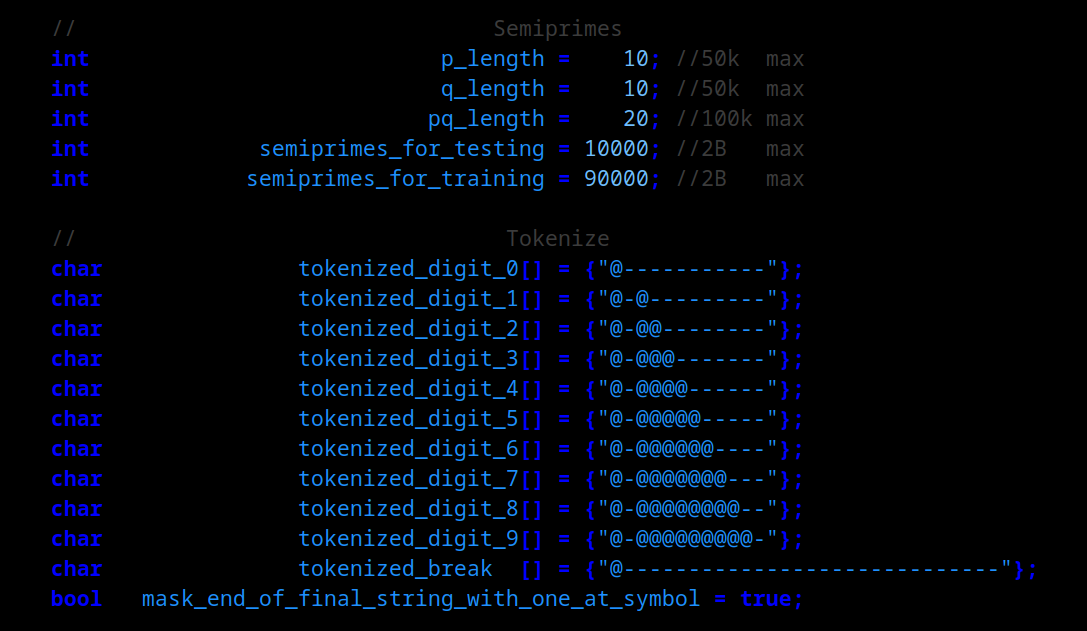 // Semiprimes
int p_length = 10; //50k max
int q_length = 10; //50k max
int pq_length = 20; //100k max
int semiprimes_for_testing = 10000; //2B max
int semiprimes_for_training = 90000; //2B max
// Tokenize
char tokenized_digit_0[] = {"@-----------"};
char tokenized_digit_1[] = {"@-@---------"};
char tokenized_digit_2[] = {"@-@@--------"};
char tokenized_digit_3[] = {"@-@@@-------"};
char tokenized_digit_4[] = {"@-@@@@------"};
char tokenized_digit_5[] = {"@-@@@@@-----"};
char tokenized_digit_6[] = {"@-@@@@@@----"};
char tokenized_digit_7[] = {"@-@@@@@@@---"};
char tokenized_digit_8[] = {"@-@@@@@@@@--"};
char tokenized_digit_9[] = {"@-@@@@@@@@@-"};
char tokenized_break [] = {"@-----------------------------"};
bool mask_end_of_final_string_with_one_at_symbol = true;